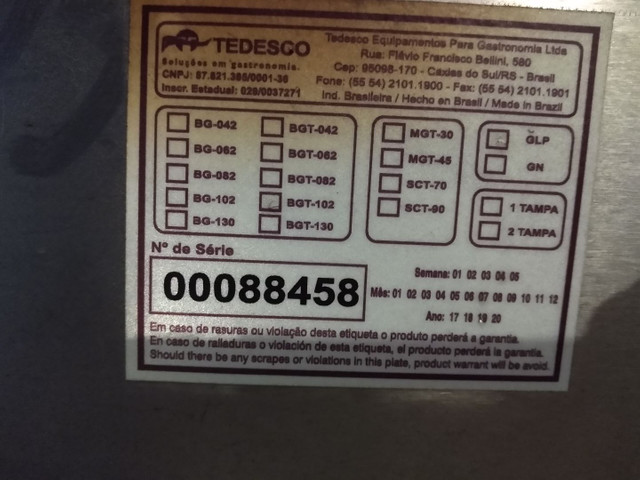 TEDESCO
Soluções em gastronomia.
CNPJ: 87.621.365/0001-36
Inscr. Estadual: 029/0037271
Tedesco Equipamentos Para Gastronomia Ltda
Rua: Flávio Francisco Bellini, 580
Cep: 95098-170 - Caxias do Sul/RS - Brasil
Fone: (55 54) 2101.1900 - Fax: (55 54) 2101.1901
Ind. Brasileira / Hecho en Brasil / Made in Brazil
BG-042 BGT-042
BG-062 BGT-062
BG-082 BGT-082
BG-102 BGT-102
BG-130 BGT-130
MGT-30
MGT-45
SCT-70
SCT-90
GLP
GN
1 TAMPA
2 TAMPA
Nº de Série
00088458
Semana: 01 02 03 04 05
Mês: 01 02 03 04 05 06 07 08 09 10 11 12
Ano: 17 18 19 20
Em caso de rasuras ou violação desta etiqueta o produto perderá a garantia.
En caso de ralleduras o violación de esta etiqueta, el producto perderá la garantia.
Should there be any scrapes or violations in this plate, product warrant will be avoid.